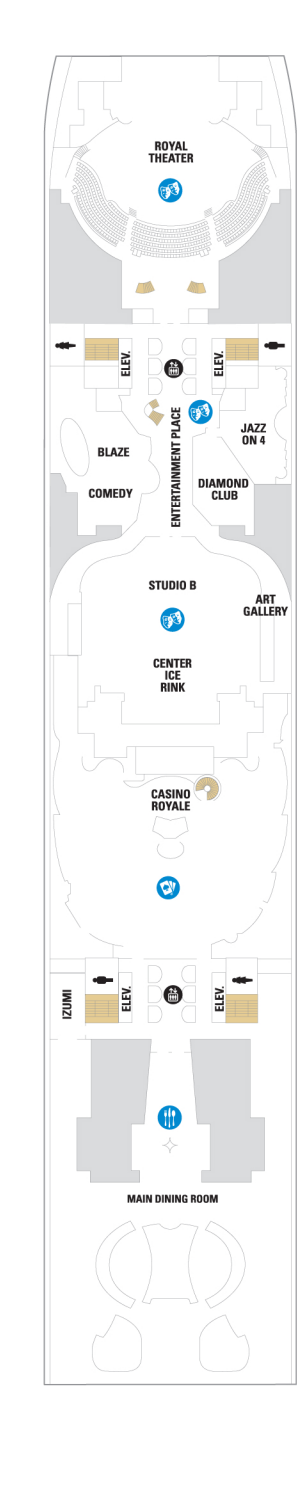 ROYAL
THEATER
ELEV.
ELEV.
ENTERTAINMENT PLACE
JAZZ
ON 4
BLAZE
DIAMOND
CLUB
COMEDY
STUDIO B
ART
GALLERY
CENTER
ICE
RINK
CASINO
ROYALE
IZUMI
ELEV.
ELEV.
MAIN DINING ROOM